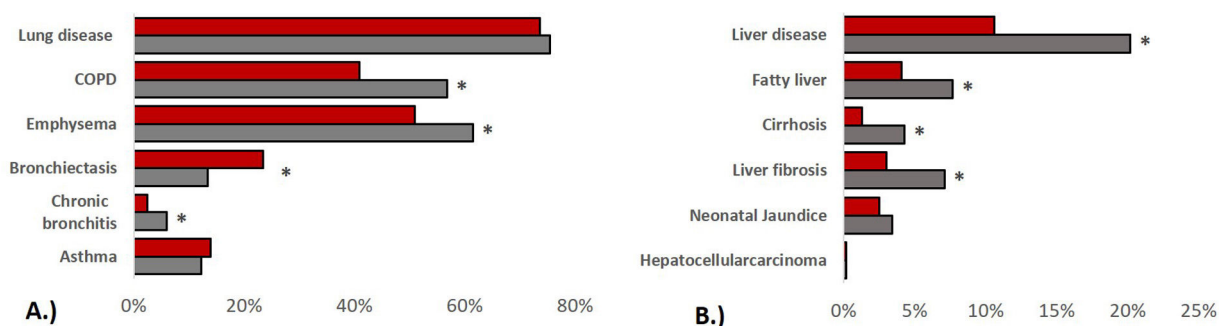 Lung disease
COPD
*
Emphysema
*
Bronchiectasis
*
Chronic
bronchitis
*
Asthma
0% 20% 40% 60% 80%
A.)
Liver disease
*
Fatty liver
*
Cirrhosis
*
Liver fibrosis
*
Neonatal Jaundice
Hepatocellularcarcinoma
0% 5% 10% 15% 20% 25%
B.)